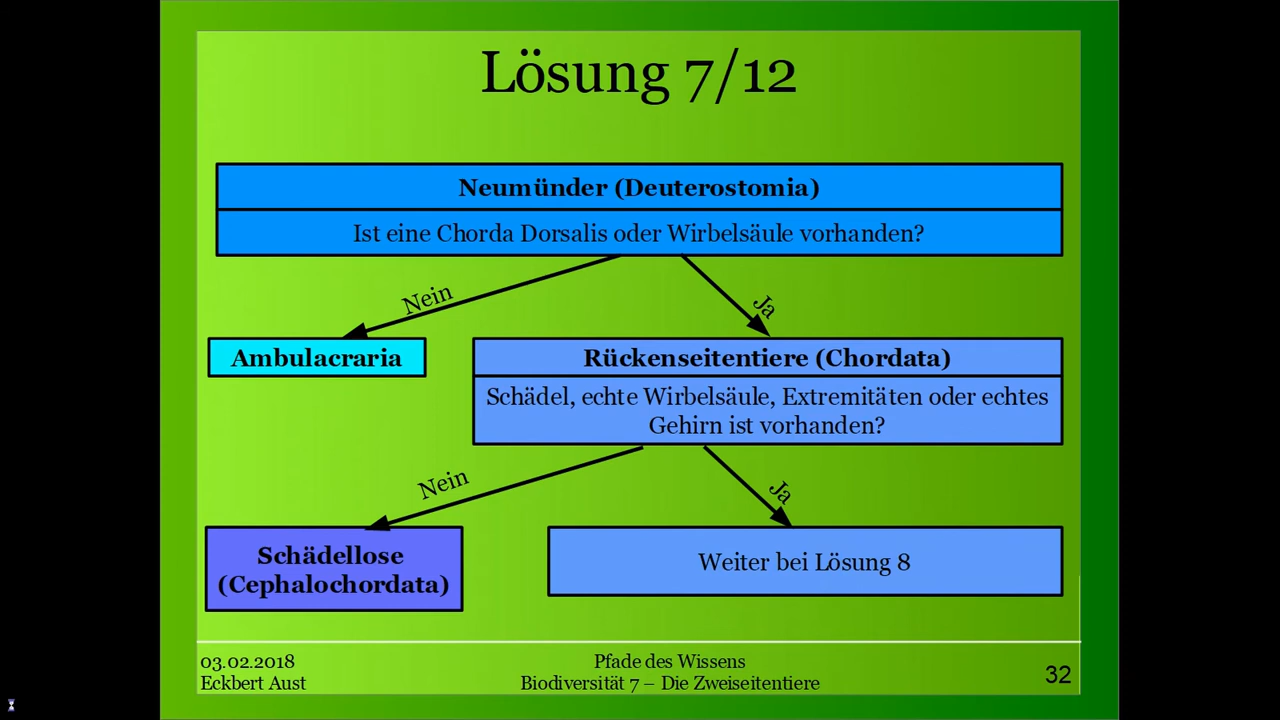 Lösung 7/12
Neumünder (Deuterostomia)
Ist eine Chorda Dorsalis oder Wirbelsäule vorhanden?
Nein
Ja
Ambulacraria
Rückenseitentiere (Chordata)
Schädel, echte Wirbelsäule, Extremitäten oder echtes
Gehirn ist vorhanden?
Nein
Ja
Schädellose
(Cephalochordata)
Weiter bei Lösung 8
03.02.2018
Eckbert Aust
Pfade des Wissens
Biodiversität 7 – Die Zweiseitentiere
32